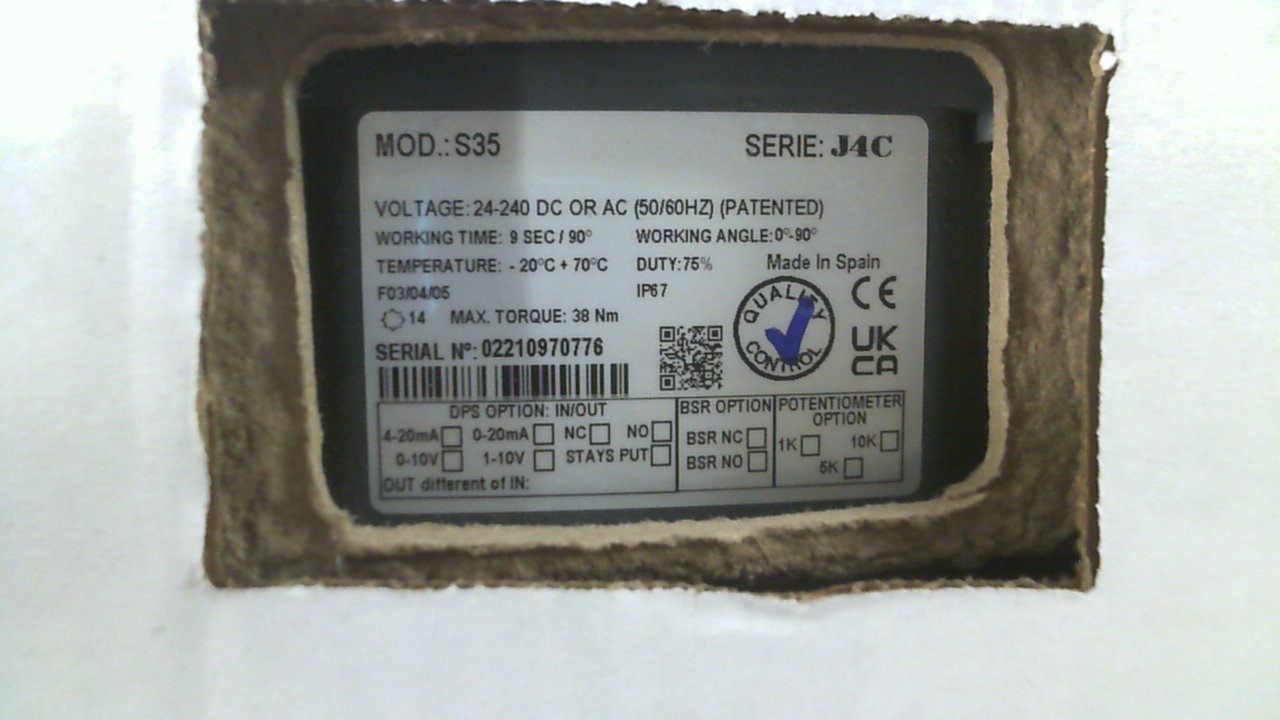 MOD.: S35 SERIE: J4C
VOLTAGE: 24-240 DC OR AC (50/60HZ) (PATENTED)
WORKING TIME: 9 SEC / 90° WORKING ANGLE: 0°-90°
TEMPERATURE: - 20°C + 70°C DUTY: 75% Made In Spain
F03/04/05 IP67
14 MAX. TORQUE: 38 Nm
SERIAL Nº: 02210970776
QUALITY CONTROL
CE
UK
CA
DPS OPTION: IN/OUT
4-20mA 0-20mA NC NO
0-10V 1-10V STAYS PUT
OUT different of IN:
BSR OPTION
BSR NC
BSR NO
POTENTIOMETER
OPTION
1K 10K
5K